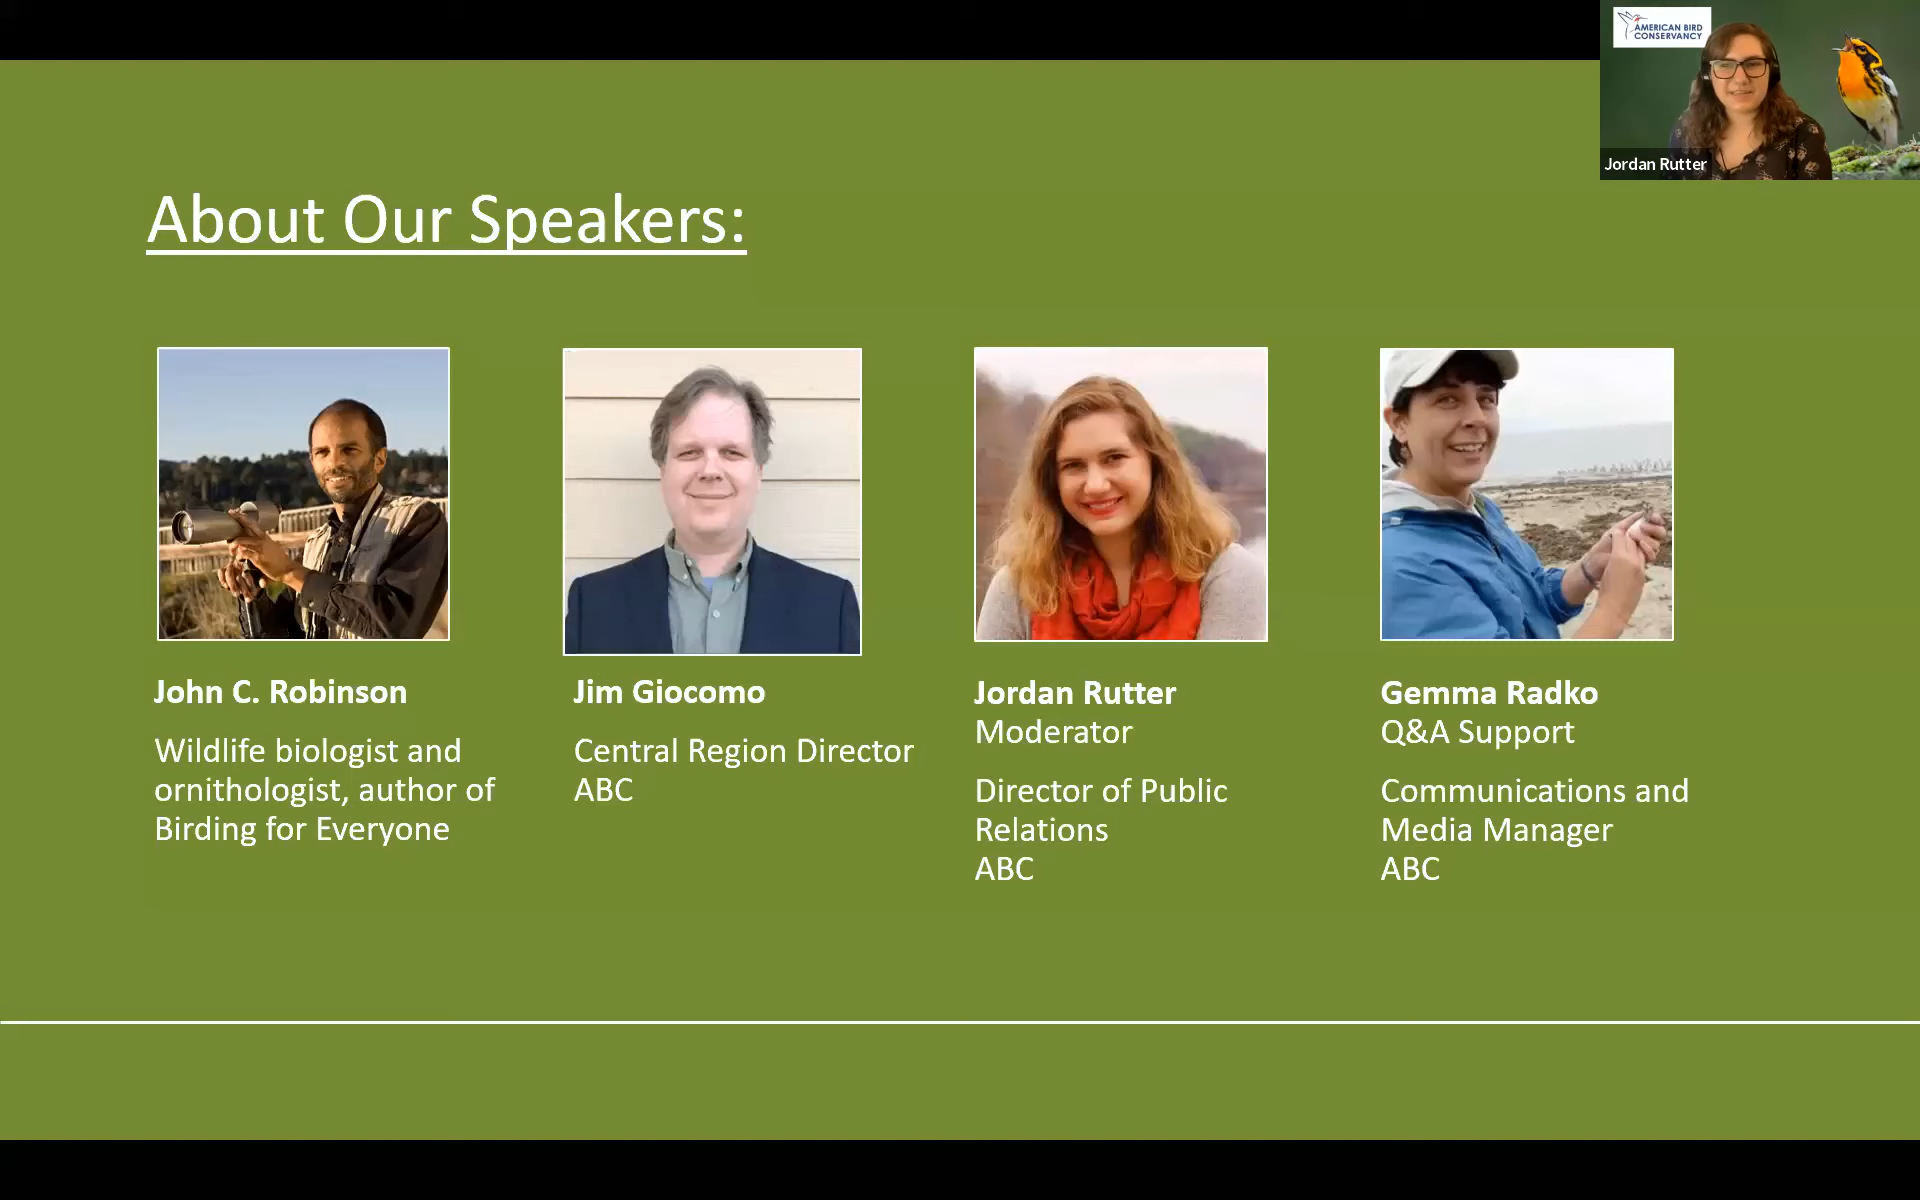 AMERICAN BIRD
CONSERVANCY
Jordan Rutter
About Our Speakers:
John C. Robinson
Wildlife biologist and
ornithologist, author of
Birding for Everyone
Jim Giocomo
Central Region Director
ABC
Jordan Rutter
Moderator
Director of Public
Relations
ABC
Gemma Radko
Q&A Support
Communications and
Media Manager
ABC